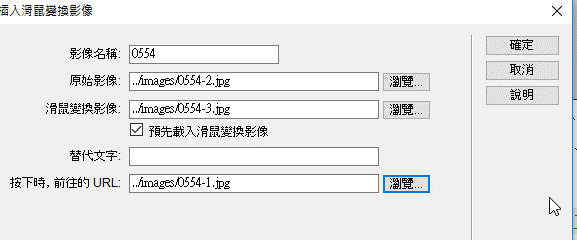 插入滑鼠變換影像
影像名稱: 0554
確定
原始影像: ../images/0554-2.jpg 瀏覽...
取消
滑鼠變換影像: ../images/0554-3.jpg 瀏覽...
說明
預先載入滑鼠變換影像
替代文字:
按下時, 前往的 URL: ../images/0554-1.jpg 瀏覽...